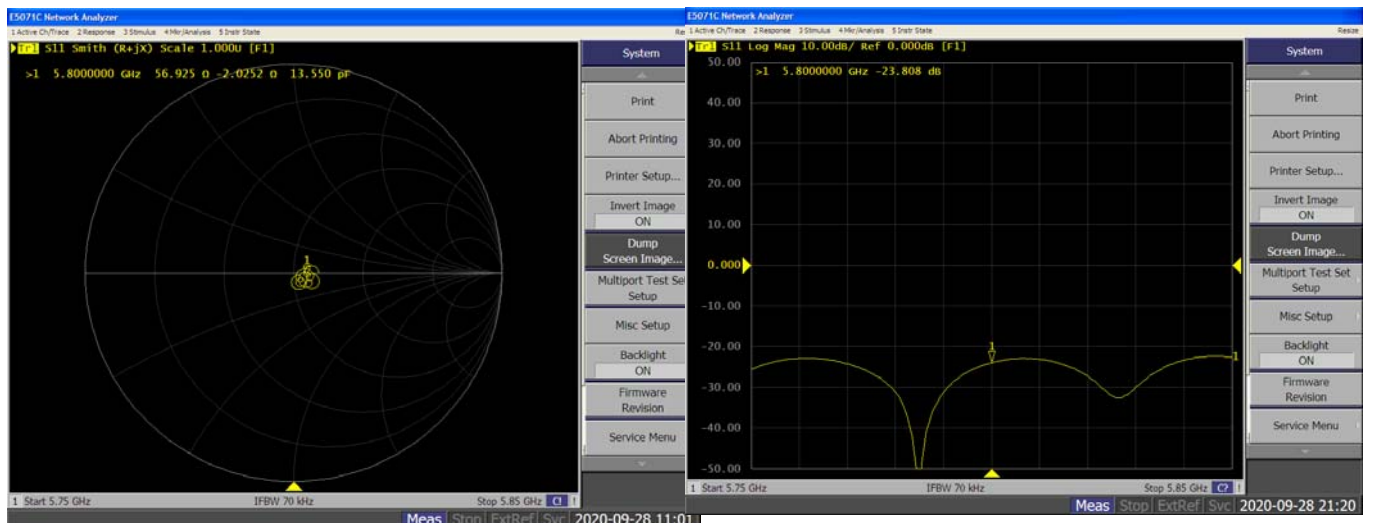 E5071C Network Analyzer
1 Active Ch/Trace 2 Response 3 Stimulus 4 Mkr/Analysis 5 Instr State
Tr1 S11 Smith (R+jX) Scale 1.000U [F1]
>1 5.8000000 GHz 56.925 Ω -2.0252 Ω 13.550 pF
1
System
Print
Abort Printing
Printer Setup...
Invert Image
ON
Dump
Screen Image...
Multiport Test Se
Setup
Misc Setup
Backlight
ON
Firmware
Revision
Service Menu
1 Start 5.75 GHz IFBW 70 kHz Stop 5.85 GHz C! !
Meas Stop ExtRef Svc 2020-09-28 11:01
E5071C Network Analyzer
1 Active Ch/Trace 2 Response 3 Stimulus 4 Mkr/Analysis 5 Instr State Resize
Tr1 S11 Log Mag 10.00dB/ Ref 0.000dB [F1]
50.00
>1 5.8000000 GHz -23.808 dB
40.00
30.00
20.00
10.00
0.000
-10.00
-20.00
-30.00
-40.00
-50.00
1
1
System
Print
Abort Printing
Printer Setup...
Invert Image
ON
Dump
Screen Image...
Multiport Test Set
Setup
Misc Setup
Backlight
ON
Firmware
Revision
Service Menu
1 Start 5.75 GHz IFBW 70 kHz Stop 5.85 GHz C? !
Meas Stop ExtRef Svc 2020-09-28 21:20